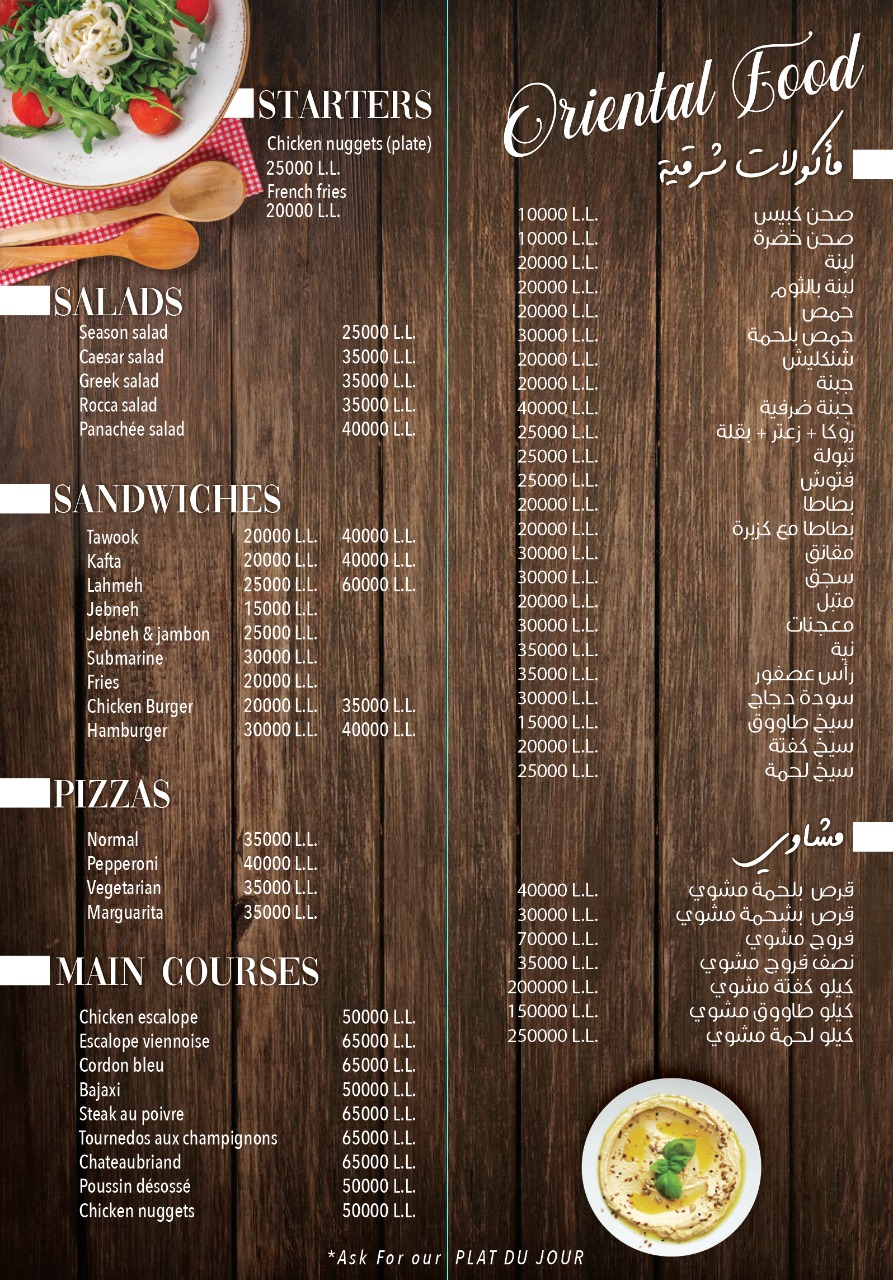 STARTERS
Chicken nuggets (plate)
25000 L.L.
French fries
20000 L.L.
SALADS
Season salad 25000 L.L.
Caesar salad 35000 L.L.
Greek salad 35000 L.L.
Rocca salad 35000 L.L.
Panachée salad 40000 L.L.
SANDWICHES
Tawook 20000 L.L. 40000 L.L.
Kafta 20000 L.L. 40000 L.L.
Lahmeh 25000 L.L. 60000 L.L.
Jebneh 15000 L.L.
Jebneh & jambon 25000 L.L.
Submarine 30000 L.L.
Fries 20000 L.L.
Chicken Burger 20000 L.L. 35000 L.L.
Hamburger 30000 L.L. 40000 L.L.
PIZZAS
Normal 35000 L.L.
Pepperoni 40000 L.L.
Vegetarian 35000 L.L.
Marguarita 35000 L.L.
MAIN COURSES
Chicken escalope 50000 L.L.
Escalope viennoise 65000 L.L.
Cordon bleu 65000 L.L.
Bajaxi 50000 L.L.
Steak au poivre 65000 L.L.
Tournedos aux champignons 65000 L.L.
Chateaubriand 65000 L.L.
Poussin désossé 50000 L.L.
Chicken nuggets 50000 L.L.
Oriental Food
مأكولات شرقية
صحن كبيس 10000 L.L.
صحن خضرة 10000 L.L.
لبنة 20000 L.L.
لبنة بالثوم 20000 L.L.
حمص 20000 L.L.
حمص بلحمة 30000 L.L.
شنكليش 20000 L.L.
جبنة 20000 L.L.
جبنة ضرفية 40000 L.L.
روكا + زعتر + بقلة 25000 L.L.
تبولة 25000 L.L.
فتوش 25000 L.L.
بطاطا 20000 L.L.
بطاطا مع كزبرة 20000 L.L.
مقانق 30000 L.L.
سجق 30000 L.L.
متبل 20000 L.L.
معجنات 30000 L.L.
نية 35000 L.L.
رأس عصفور 35000 L.L.
سودة دجاج 30000 L.L.
سيخ طاووق 15000 L.L.
سيخ كفتة 20000 L.L.
سيخ لحمة 25000 L.L.
مشاوي
قرص بلحمة مشوي 40000 L.L.
قرص بشحمة مشوي 30000 L.L.
فروج مشوي 70000 L.L.
نصف فروج مشوي 35000 L.L.
كيلو كفتة مشوي 200000 L.L.
كيلو طاووق مشوي 150000 L.L.
كيلو لحمة مشوي 250000 L.L.
*Ask For our PLAT DU JOUR